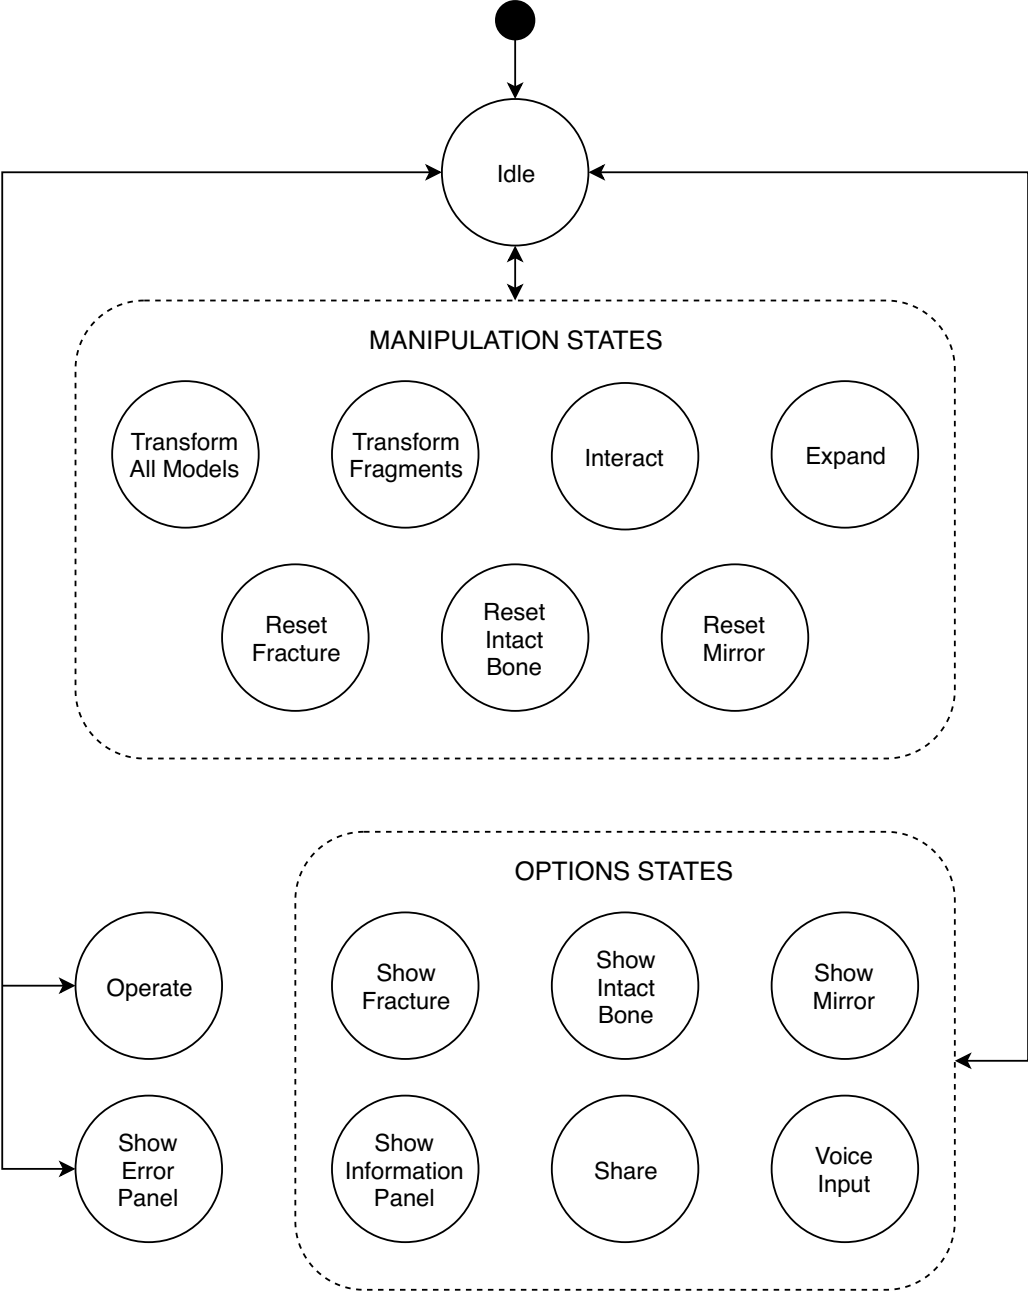 Idle
MANIPULATION STATES
Transform
All Models
Transform
Fragments
Interact
Expand
Reset
Fracture
Reset
Intact
Bone
Reset
Mirror
OPTIONS STATES
Operate
Show
Fracture
Show
Intact
Bone
Show
Mirror
Show
Error
Panel
Show
Information
Panel
Share
Voice
Input